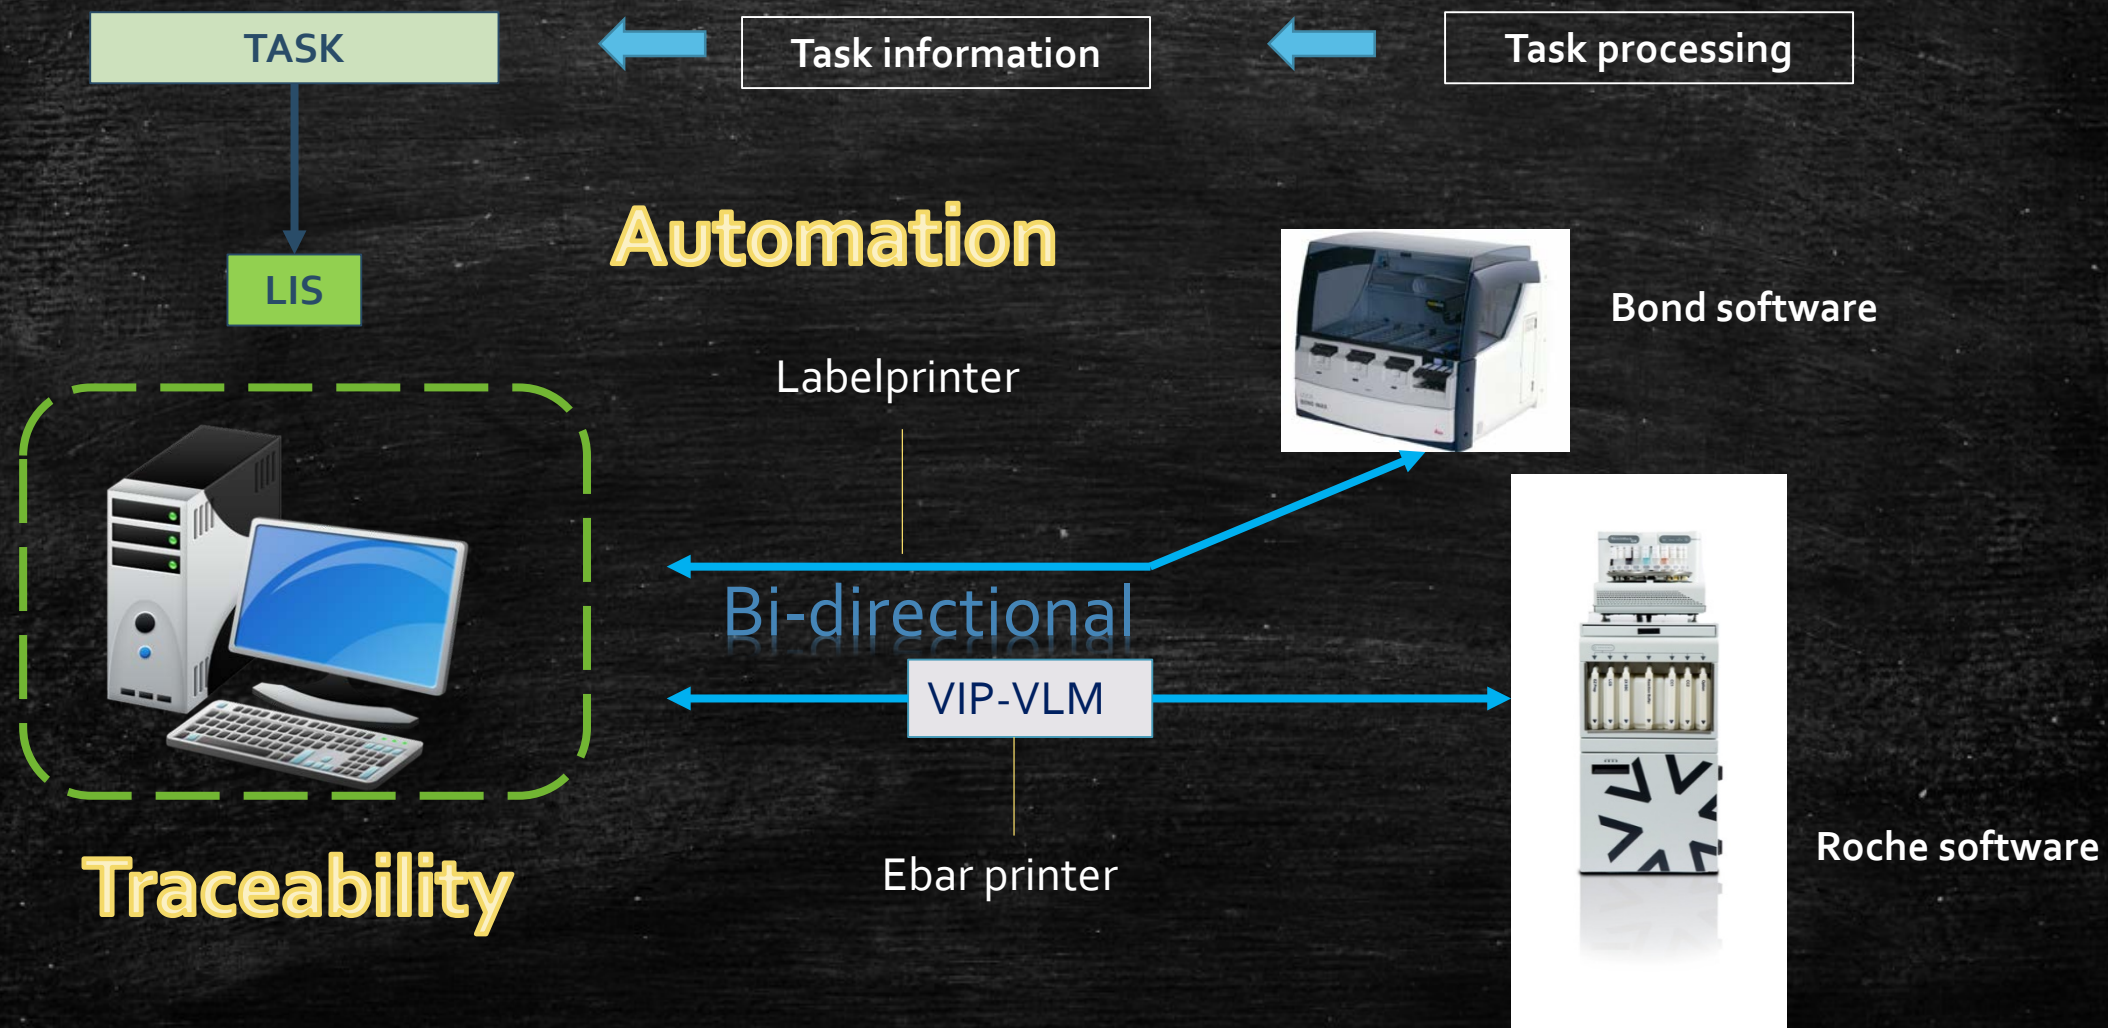 TASK
Task information
Task processing
Automation
LIS
Bond software
Labelprinter
Bi-directional
VIP-VLM
Roche software
Traceability
Ebar printer